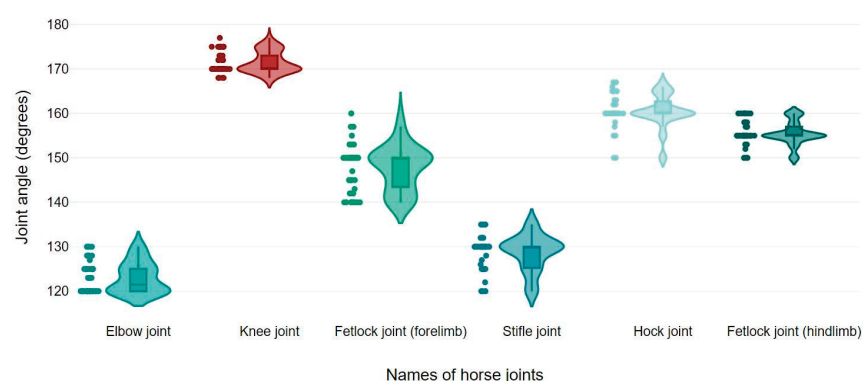 180
170
160
150
140
130
120
Joint angle (degrees)
Elbow joint
Knee joint
Fetlock joint (forelimb)
Stifle joint
Hock joint
Fetlock joint (hindlimb)
Names of horse joints